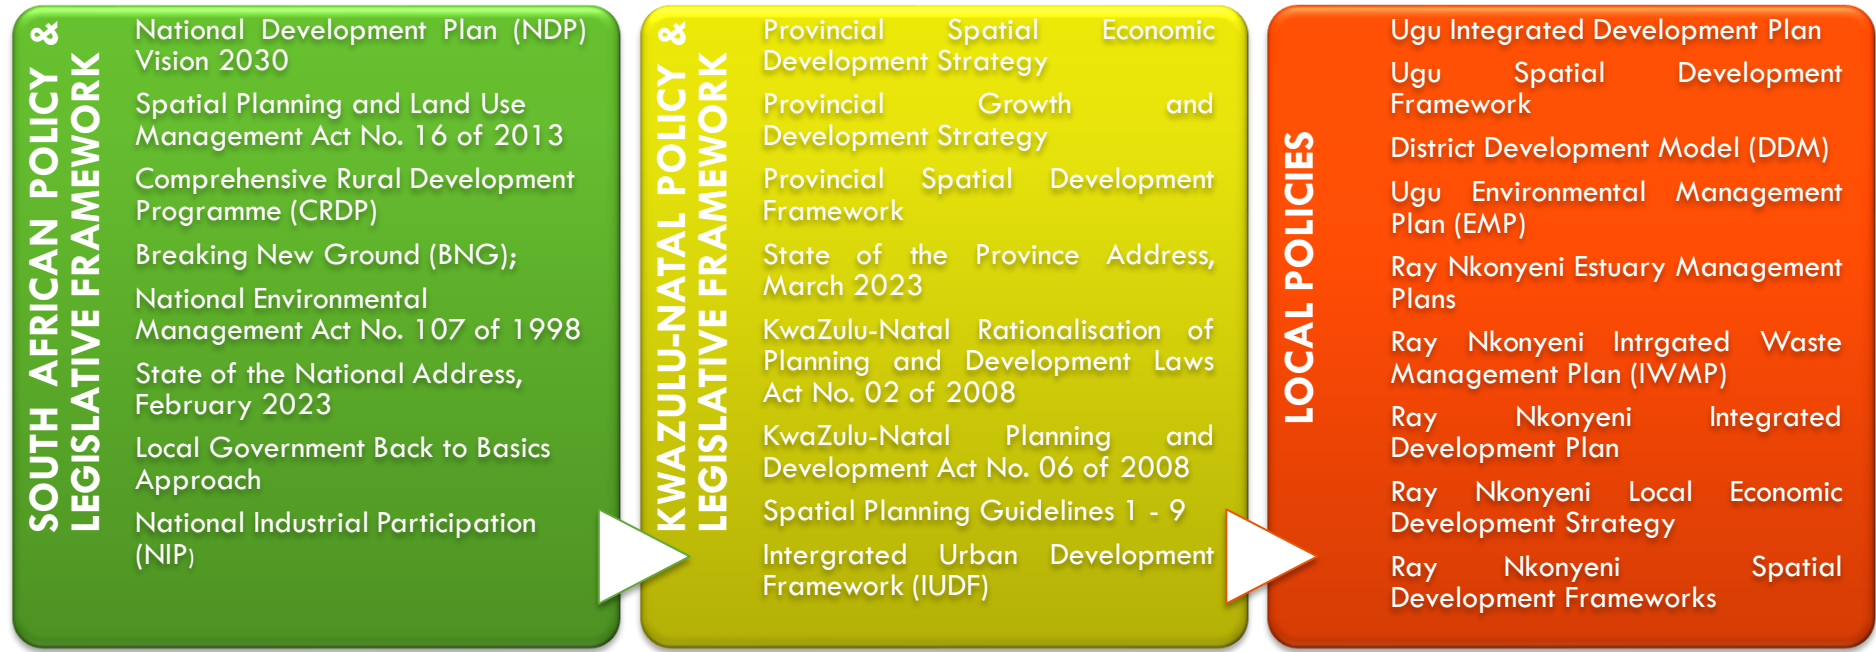 SOUTH AFRICAN POLICY &
LEGISLATIVE FRAMEWORK
National Development Plan (NDP)
Vision 2030
Spatial Planning and Land Use
Management Act No. 16 of 2013
Comprehensive Rural Development
Programme (CRDP)
Breaking New Ground (BNG);
National Environmental
Management Act No. 107 of 1998
State of the National Address,
February 2023
Local Government Back to Basics
Approach
National Industrial Participation
(NIP)
KWAZULU-NATAL POLICY &
LEGISLATIVE FRAMEWORK
Provincial Spatial Economic
Development Strategy
Provincial Growth and
Development Strategy
Provincial Spatial Development
Framework
State of the Province Address,
March 2023
KwaZulu-Natal Rationalisation of
Planning and Development Laws
Act No. 02 of 2008
KwaZulu-Natal Planning and
Development Act No. 06 of 2008
Spatial Planning Guidelines 1 - 9
Intergrated Urban Development
Framework (IUDF)
LOCAL POLICIES
Ugu Integrated Development Plan
Ugu Spatial Development
Framework
District Development Model (DDM)
Ugu Environmental Management
Plan (EMP)
Ray Nkonyeni Estuary Management
Plans
Ray Nkonyeni Intrgated Waste
Management Plan (IWMP)
Ray Nkonyeni Integrated
Development Plan
Ray Nkonyeni Local Economic
Development Strategy
Ray Nkonyeni Spatial
Development Frameworks